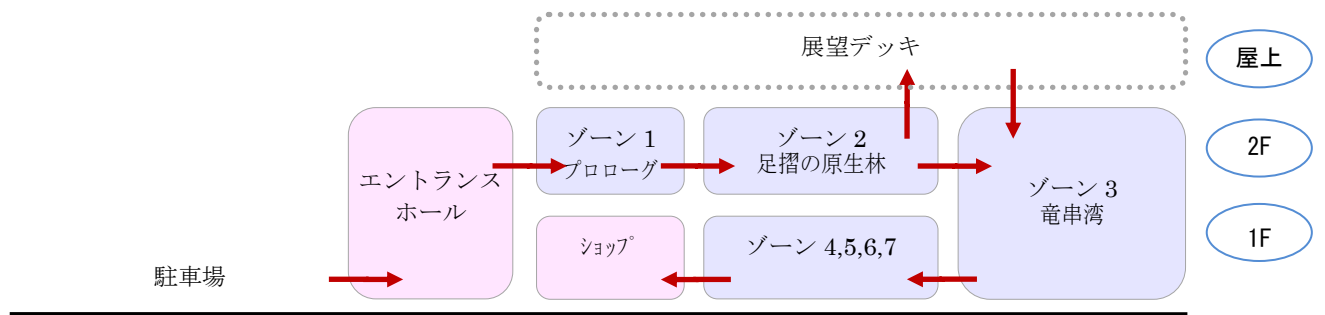 展望デッキ
屋上
ゾーン 1
プロローグ
ゾーン 2
足摺の原生林
2F
エントランス
ホール
ゾーン 3
竜串湾
ｼｮｯﾌﾟ
ゾーン 4,5,6,7
1F
駐車場